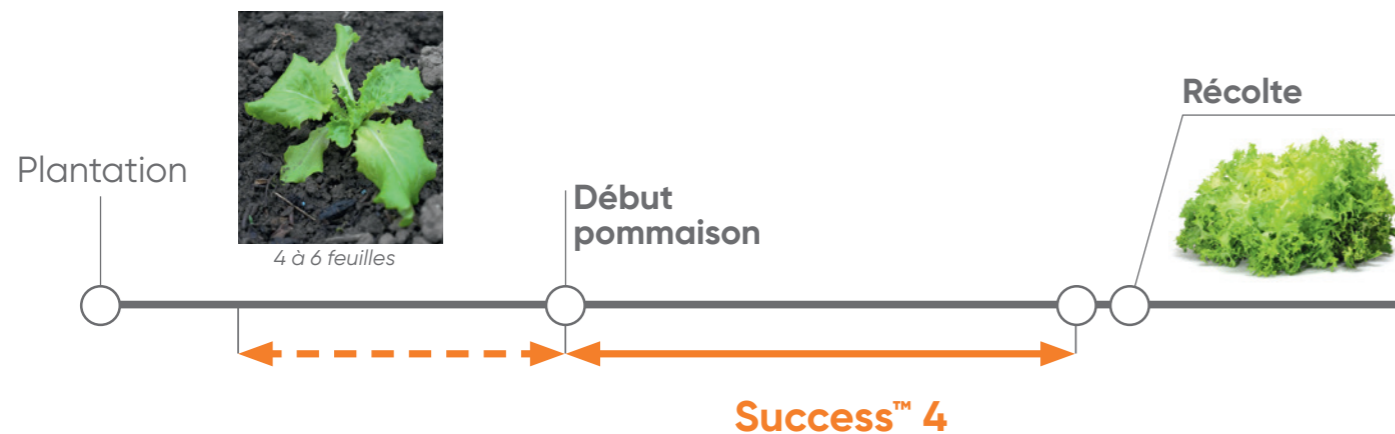 Plantation
4 à 6 feuilles
Début
pommaison
Récolte
Success™ 4